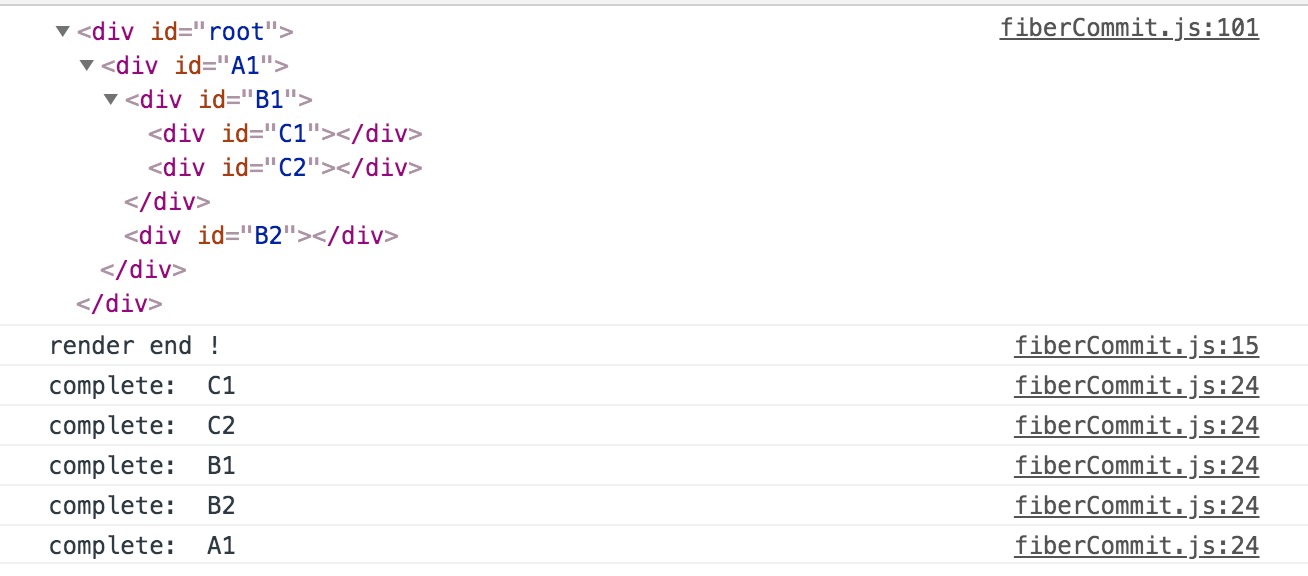 ▼<div id="root"> fiberCommit.js:101
▼<div id="A1">
▼<div id="B1">
<div id="C1"></div>
<div id="C2"></div>
</div>
<div id="B2"></div>
</div>
</div>
render end ! fiberCommit.js:15
complete:  C1 fiberCommit.js:24
complete:  C2 fiberCommit.js:24
complete:  B1 fiberCommit.js:24
complete:  B2 fiberCommit.js:24
complete:  A1 fiberCommit.js:24